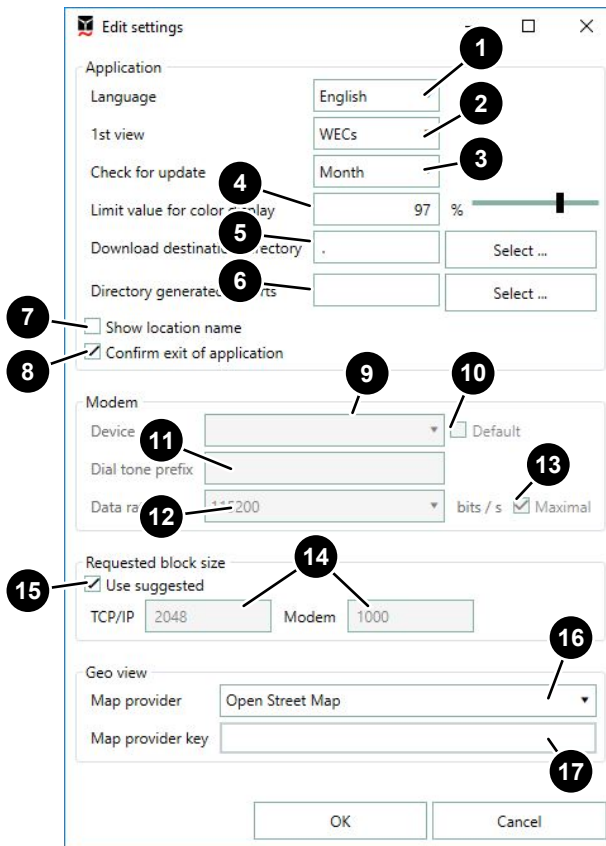 Edit settings
1
Application
Language English
2
1st view WECs
3
Check for update Month
4
Limit value for color display 97 %
5
Download destination directory . Select ...
6
Directory generated Select ...
7
Show location name
8
Confirm exit of application
9
10
Modem
Device Default
11
Dial tone prefix
13
Data 115200 bits / s Maximal
12
Requested block size
14
15
Use suggested
TCP/IP 2048 Modem 1000
16
Geo view
Map provider Open Street Map
Map provider key
17
OK Cancel